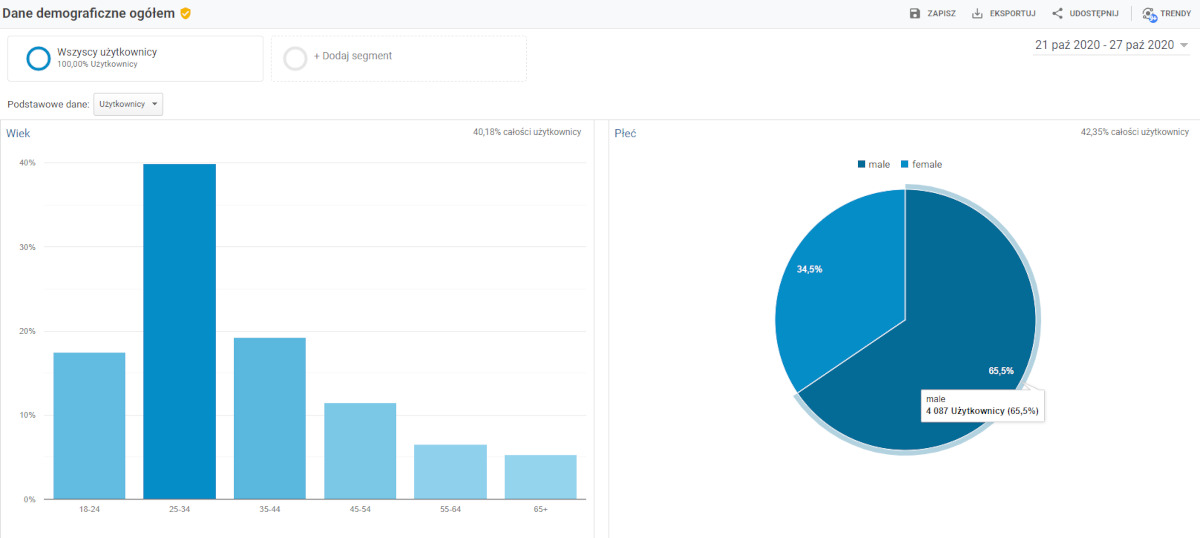 Dane demograficzne ogółem
ZAPISZ EKSPORTUJ UDOSTĘPNIJ TRENDY
9+
Wszyscy użytkownicy
100,00% Użytkownicy
+ Dodaj segment
21 paź 2020 - 27 paź 2020
Podstawowe dane: Użytkownicy
Wiek
40,18% całości użytkownicy
40%
30%
20%
10%
0%
18-24 25-34 35-44 45-54 55-64 65+
Płeć
42,35% całości użytkownicy
male female
34,5%
65,5%
male
4 087 Użytkownicy (65,5%)